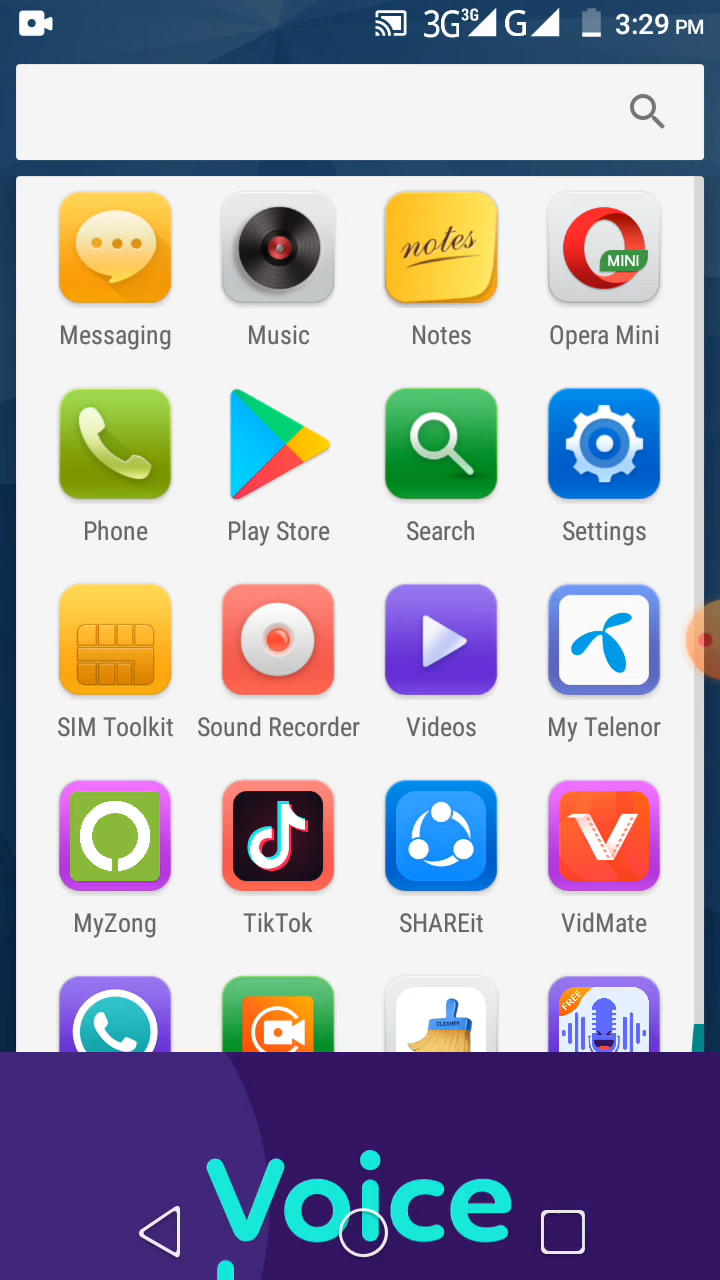 3G 3G G 3:29 PM
notes
MINI
Messaging Music Notes Opera Mini
Phone Play Store Search Settings
SIM Toolkit Sound Recorder Videos My Telenor
MyZong TikTok SHAREit VidMate
CLEANER FREE
Voice